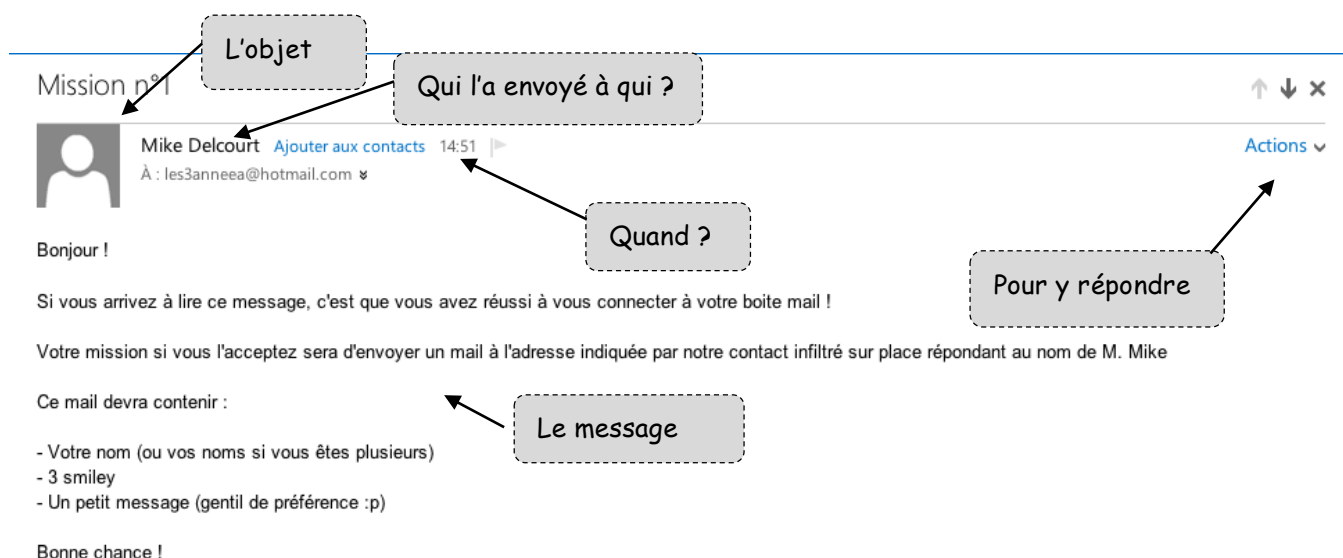 L'objet
Mission n°1
Qui l'a envoyé à qui ?
Mike Delcourt Ajouter aux contacts 14:51
Actions
À : les3anneea@hotmail.com
Quand ?
Bonjour !
Pour y répondre
Si vous arrivez à lire ce message, c'est que vous avez réussi à vous connecter à votre boite mail !
Votre mission si vous l'acceptez sera d'envoyer un mail à l'adresse indiquée par notre contact infiltré sur place répondant au nom de M. Mike
Ce mail devra contenir :
Le message
- Votre nom (ou vos noms si vous êtes plusieurs)
- 3 smiley
- Un petit message (gentil de préférence :p)
Bonne chance !